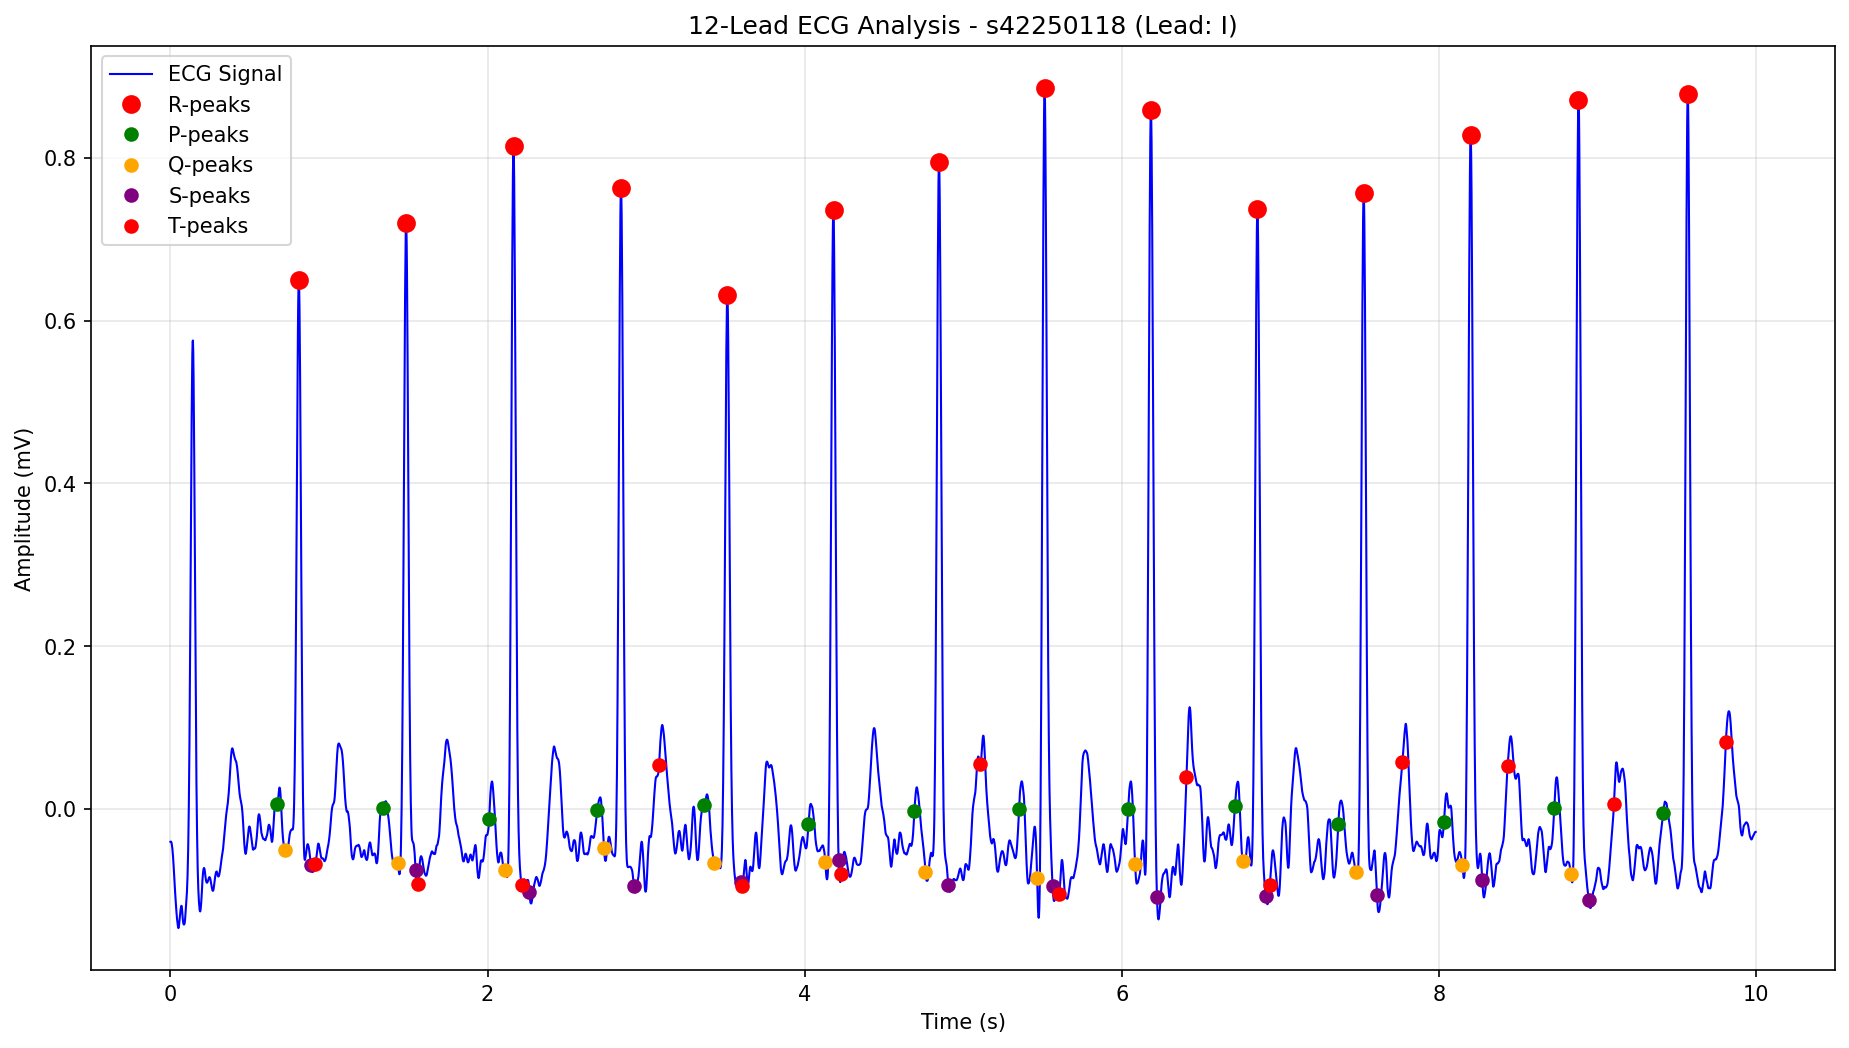 12-Lead ECG Analysis - s42250118 (Lead: I)
ECG Signal
R-peaks
P-peaks
Q-peaks
S-peaks
T-peaks
Amplitude (mV)
0.8
0.6
0.4
0.2
0.0
0 2 4 6 8 10
Time (s)